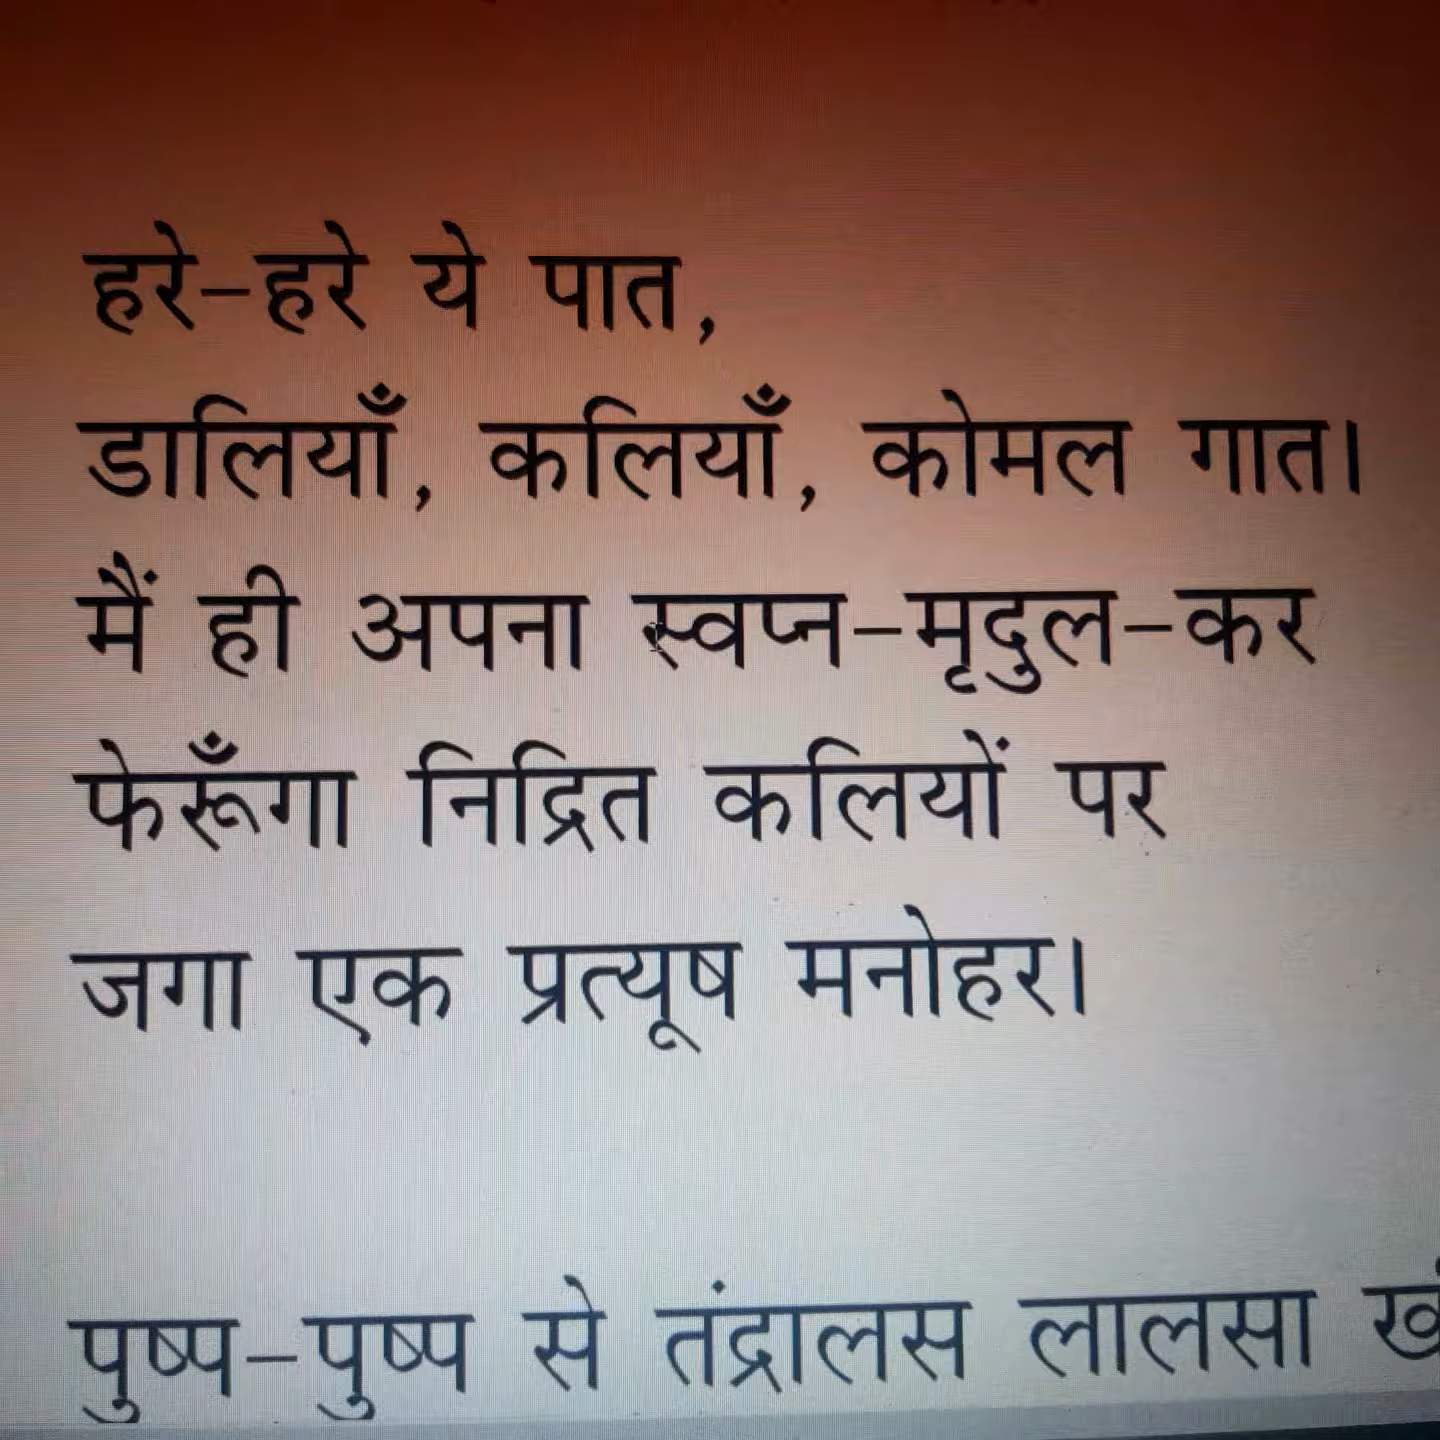 हरे-हरे ये पात,
डालियाँ, कलियाँ, कोमल गात।
मैं ही अपना स्वप्न-मृदुल-कर
फेरूँगा निद्रित कलियों पर
जगा एक प्रत्यूष मनोहर।
पुष्प-पुष्प से तंद्रालस लालसा